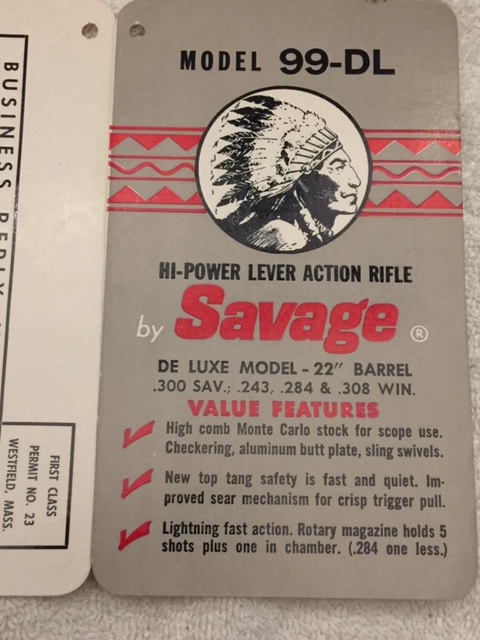 MODEL 99-DL
HI-POWER LEVER ACTION RIFLE
by Savage ®
DE LUXE MODEL - 22" BARREL
.300 SAV.; .243, .284 & .308 WIN.
VALUE FEATURES
High comb Monte Carlo stock for scope use.
Checkering, aluminum butt plate, sling swivels.
New top tang safety is fast and quiet. Im-
proved sear mechanism for crisp trigger pull.
Lightning fast action. Rotary magazine holds 5
shots plus one in chamber. (.284 one less.)
BUSINESS REPLY
FIRST CLASS
PERMIT NO. 23
WESTFIELD, MASS.